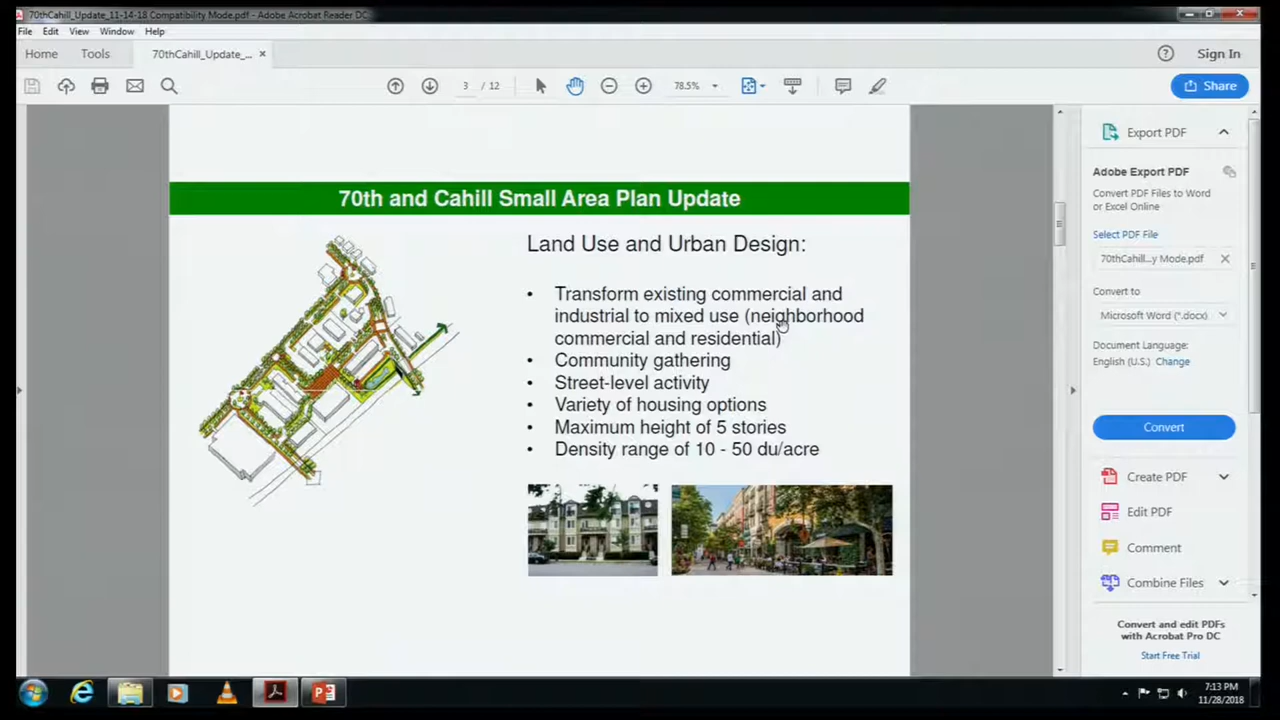 70thCahill_Update_11-14-18 Compatibility Mode.pdf - Adobe Acrobat Reader DC
File Edit View Window Help
Home Tools 70thCahill_Update_... × Sign In
3 / 12 78.5% Share
70th and Cahill Small Area Plan Update
Land Use and Urban Design:
• Transform existing commercial and
industrial to mixed use (neighborhood
commercial and residential)
• Community gathering
• Street-level activity
• Variety of housing options
• Maximum height of 5 stories
• Density range of 10 - 50 du/acre
Export PDF
Adobe Export PDF
Convert PDF Files to Word
or Excel Online
Select PDF File
70thCahill...y Mode.pdf
Convert to
Microsoft Word (*.docx)
Document Language:
English (U.S.) Change
Convert
Create PDF
Edit PDF
Comment
Combine Files
Convert and edit PDFs
with Acrobat Pro DC
Start Free Trial
7:13 PM
11/28/2018